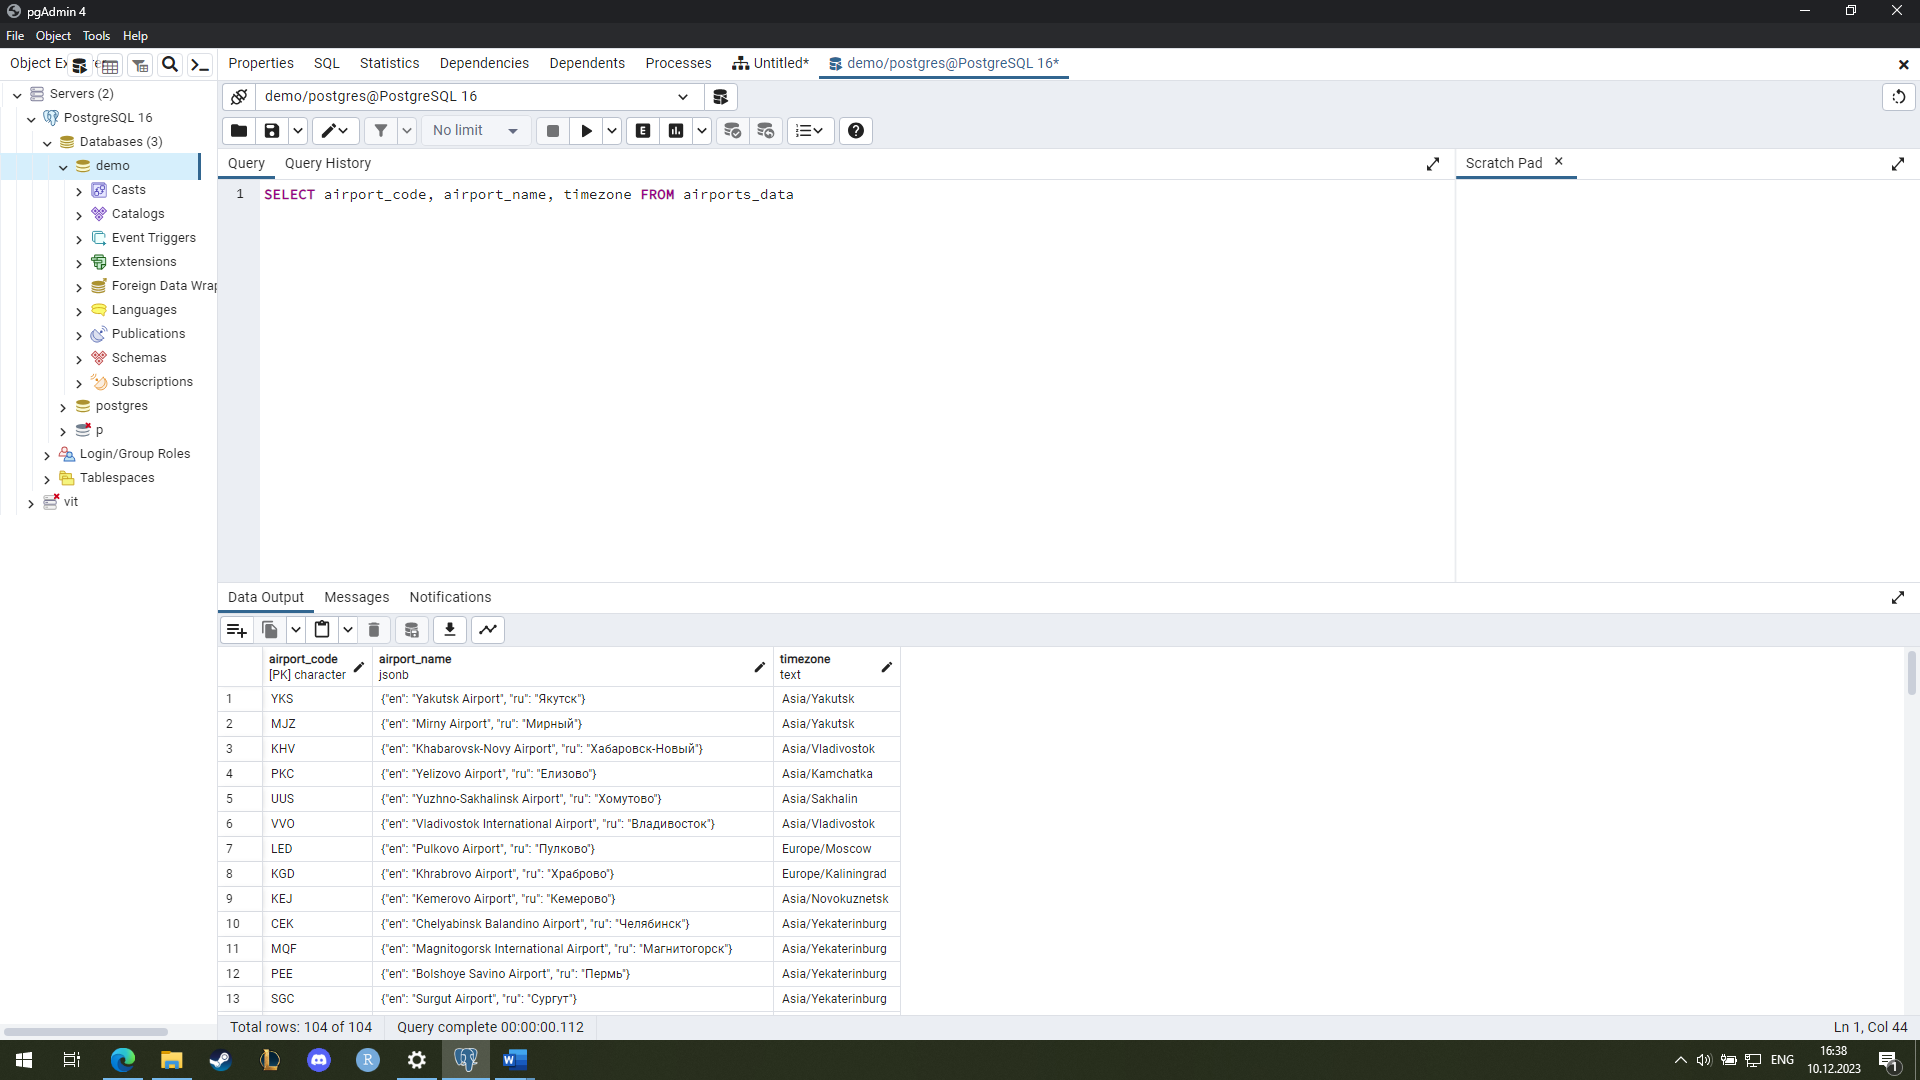 pgAdmin 4
File Object Tools Help
Object Ex
Properties SQL Statistics Dependencies Dependents Processes Untitled* demo/postgres@PostgreSQL 16*
Servers (2)
PostgreSQL 16
Databases (3)
demo
Casts
Catalogs
Event Triggers
Extensions
Foreign Data Wrap
Languages
Publications
Schemas
Subscriptions
postgres
p
Login/Group Roles
Tablespaces
vit
demo/postgres@PostgreSQL 16
No limit
E
Query Query History
Scratch Pad
1 SELECT airport_code, airport_name, timezone FROM airports_data
Data Output Messages Notifications
airport_code airport_name timezone
[PK] character jsonb text
1 YKS {"en": "Yakutsk Airport", "ru": "Якутск"} Asia/Yakutsk
2 MJZ {"en": "Mirny Airport", "ru": "Мирный"} Asia/Yakutsk
3 KHV {"en": "Khabarovsk-Novy Airport", "ru": "Хабаровск-Новый"} Asia/Vladivostok
4 PKC {"en": "Yelizovo Airport", "ru": "Елизово"} Asia/Kamchatka
5 UUS {"en": "Yuzhno-Sakhalinsk Airport", "ru": "Хомутово"} Asia/Sakhalin
6 VVO {"en": "Vladivostok International Airport", "ru": "Владивосток"} Asia/Vladivostok
7 LED {"en": "Pulkovo Airport", "ru": "Пулково"} Europe/Moscow
8 KGD {"en": "Khrabrovo Airport", "ru": "Храброво"} Europe/Kaliningrad
9 KEJ {"en": "Kemerovo Airport", "ru": "Кемерово"} Asia/Novokuznetsk
10 CEK {"en": "Chelyabinsk Balandino Airport", "ru": "Челябинск"} Asia/Yekaterinburg
11 MQF {"en": "Magnitogorsk International Airport", "ru": "Магнитогорск"} Asia/Yekaterinburg
12 PEE {"en": "Bolshoye Savino Airport", "ru": "Пермь"} Asia/Yekaterinburg
13 SGC {"en": "Surgut Airport", "ru": "Сургут"} Asia/Yekaterinburg
Total rows: 104 of 104 Query complete 00:00:00.112 Ln 1, Col 44
R
W
ENG
16:38
10.12.2023
1